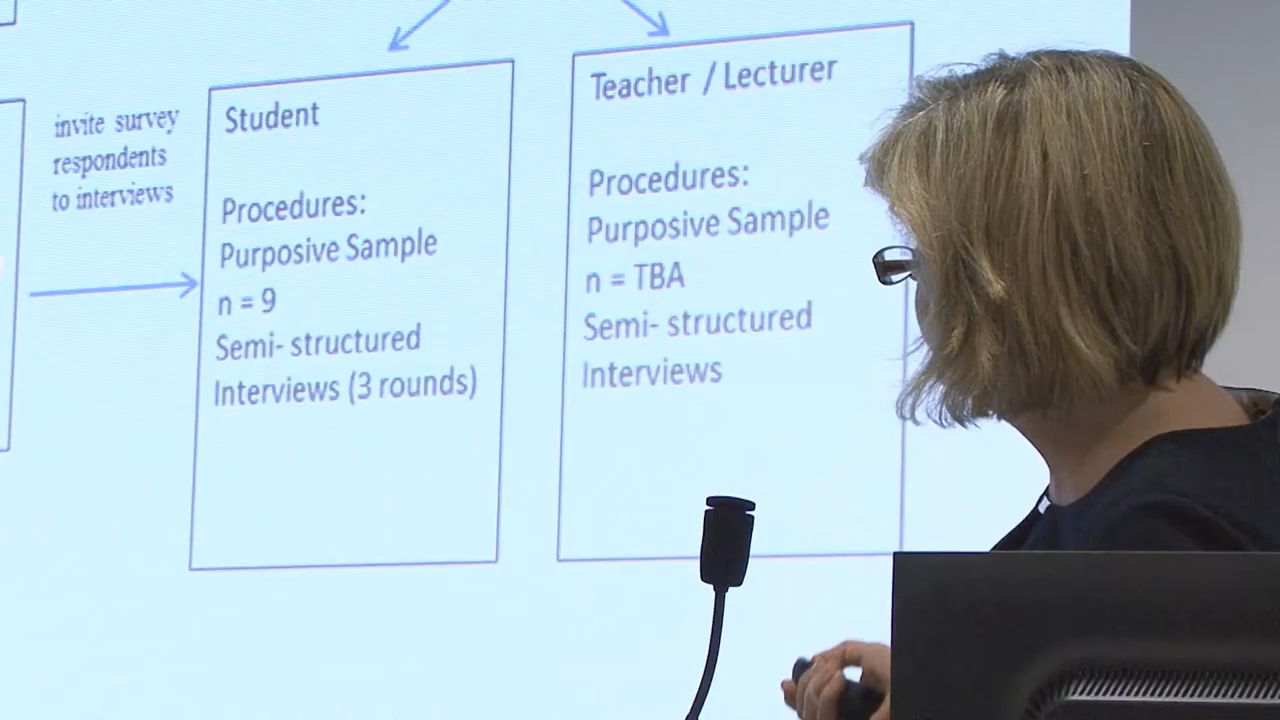 invite survey
respondents
to interviews
Student
Procedures:
Purposive Sample
n = 9
Semi- structured
Interviews (3 rounds)
Teacher / Lecturer
Procedures:
Purposive Sample
n = TBA
Semi- structured
Interviews